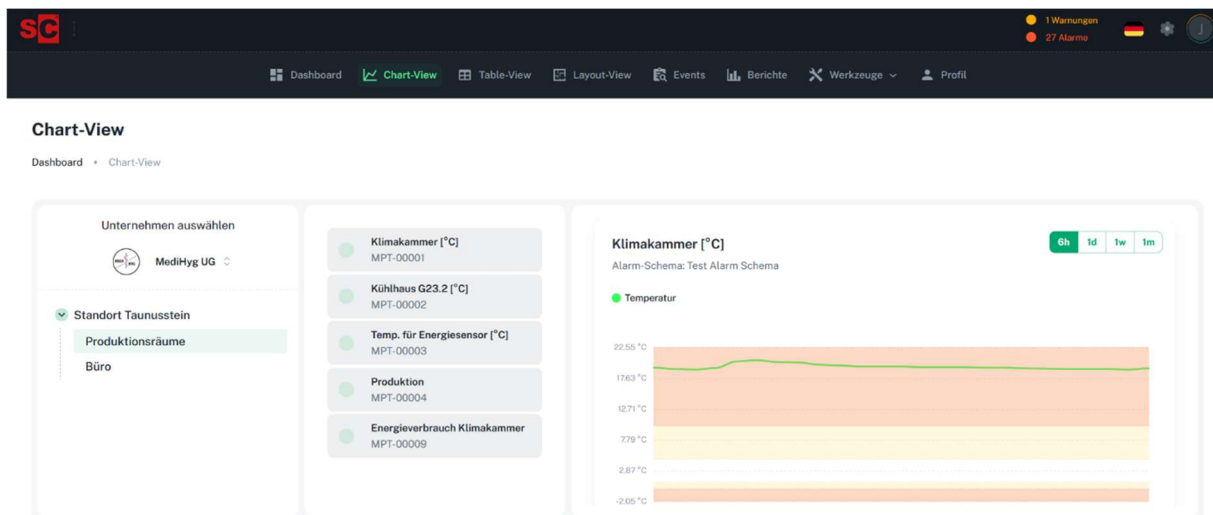 SC
1 Warnungen
27 Alarme
J
Dashboard
Chart-View
Table-View
Layout-View
Events
Berichte
Werkzeuge
Profil
Chart-View
Dashboard • Chart-View
Unternehmen auswählen
MediHyg UG
Standort Taunusstein
Produktionsräume
Büro
Klimakammer [°C]
MPT-00001
Kühlhaus G23.2 [°C]
MPT-00002
Temp. für Energiesensor [°C]
MPT-00003
Produktion
MPT-00004
Energieverbrauch Klimakammer
MPT-00009
Klimakammer [°C]
6h 1d 1w 1m
Alarm-Schema: Test Alarm Schema
Temperatur
22.55 °C
17.63 °C
12.71 °C
7.79 °C
2.87 °C
-2.05 °C